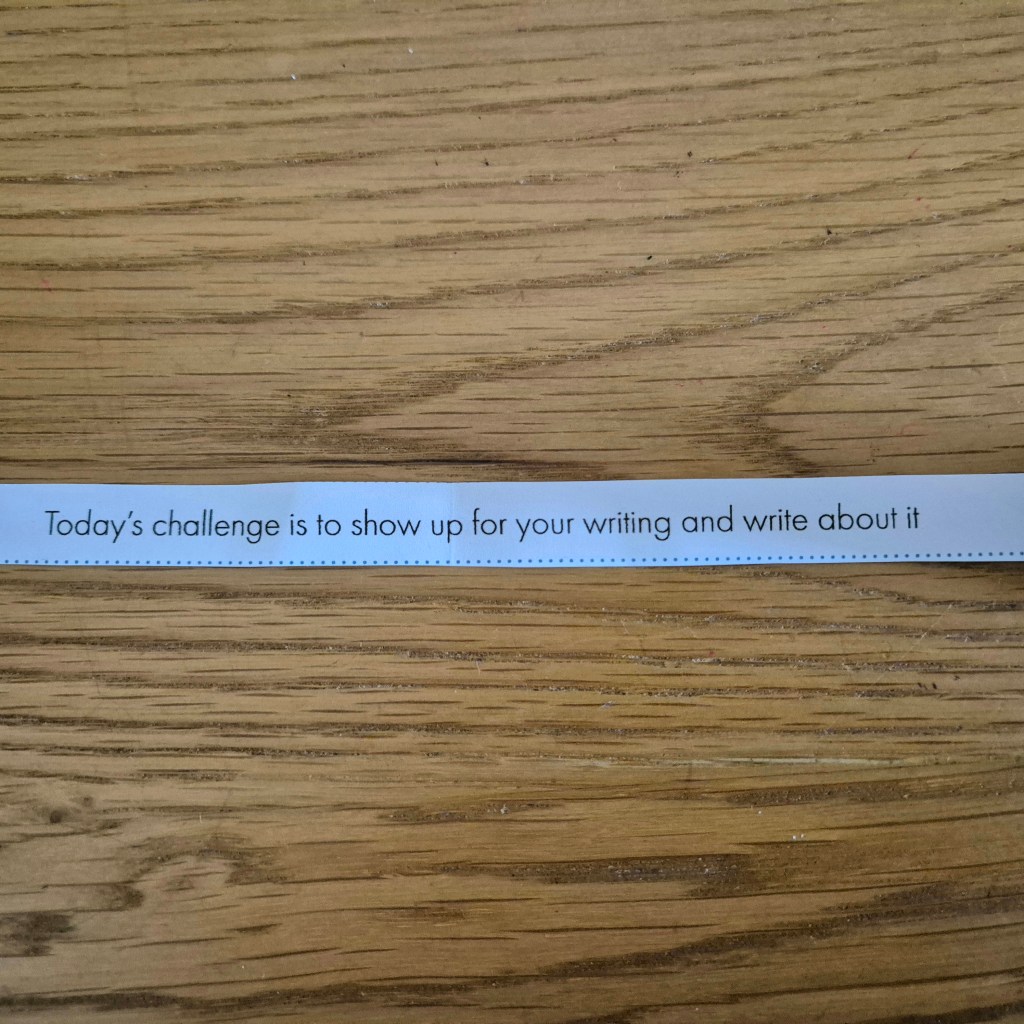 Today's challenge is to show up for your writing and write about it